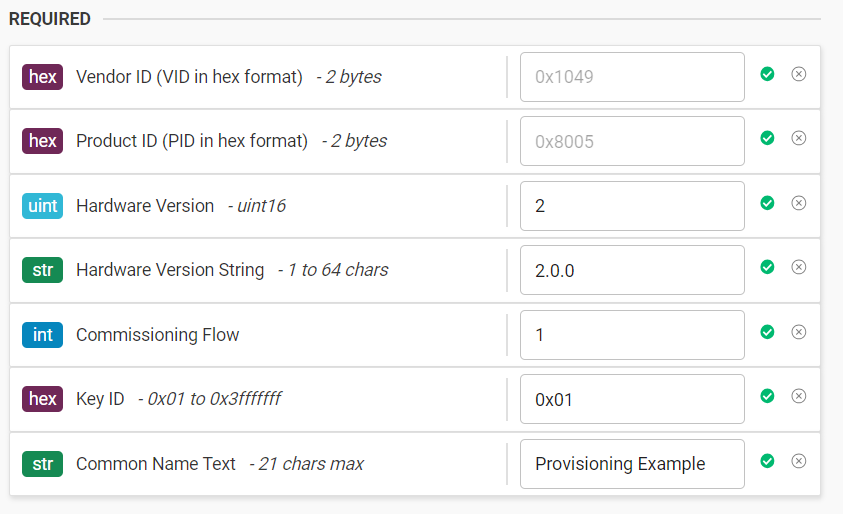 REQUIRED
hex Vendor ID (VID in hex format) - 2 bytes 0x1049
hex Product ID (PID in hex format) - 2 bytes 0x8005
uint Hardware Version - uint16 2
str Hardware Version String - 1 to 64 chars 2.0.0
int Commissioning Flow 1
hex Key ID - 0x01 to 0x3fffffff 0x01
str Common Name Text - 21 chars max Provisioning Example